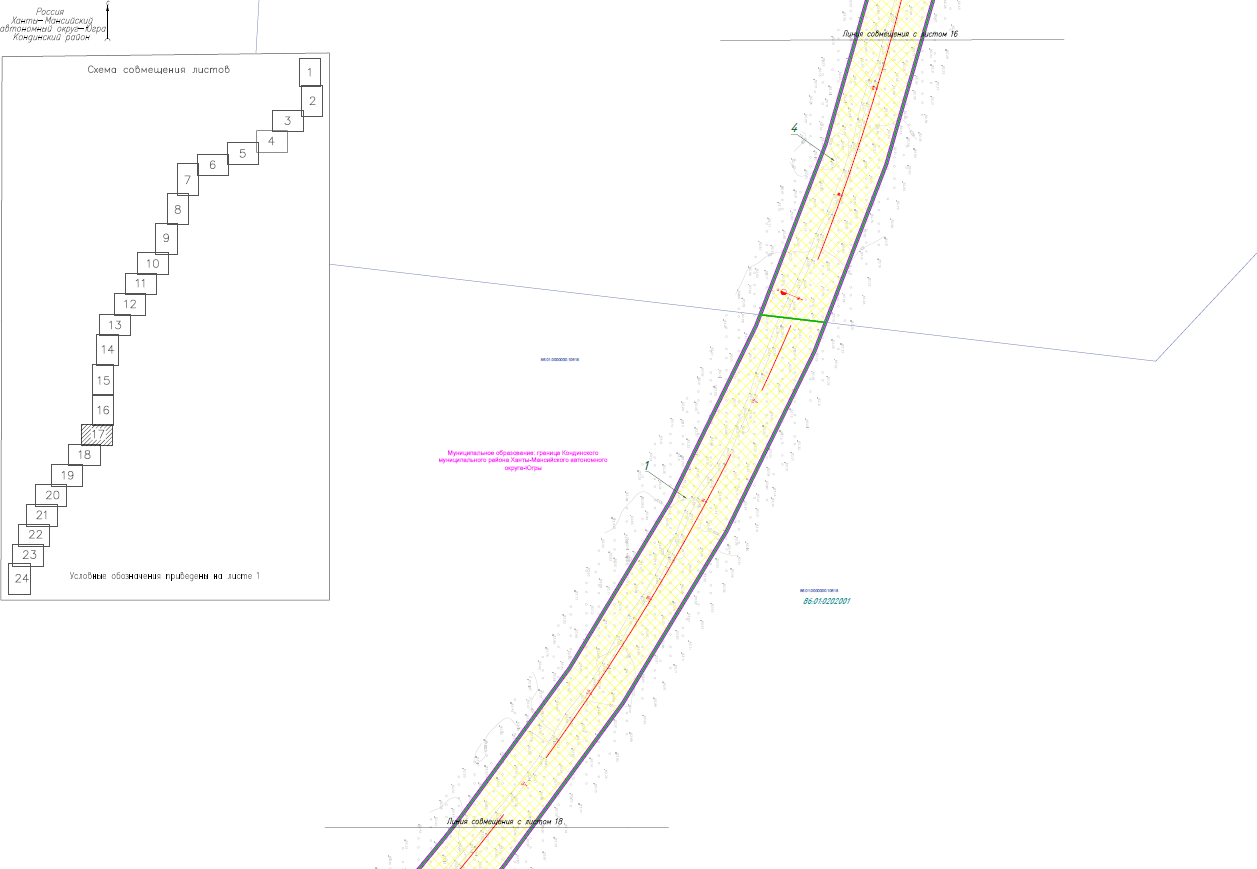 Россия
Ханты-Мансийский
автономный округ-Югра
Кондинский район
Схема совмещения листов
1
2
3
4
5
6
7
8
9
10
11
12
13
14
15
16
17
18
19
20
21
22
23
24
Условные обозначения приведены на листе 1
Линия совмещения с листом 16
4
Муниципальное образование, граница Кондинского
муниципального района Ханты-Мансийского автономного
округа-Югры
1
86:01:0202001
Линия совмещения с листом 18